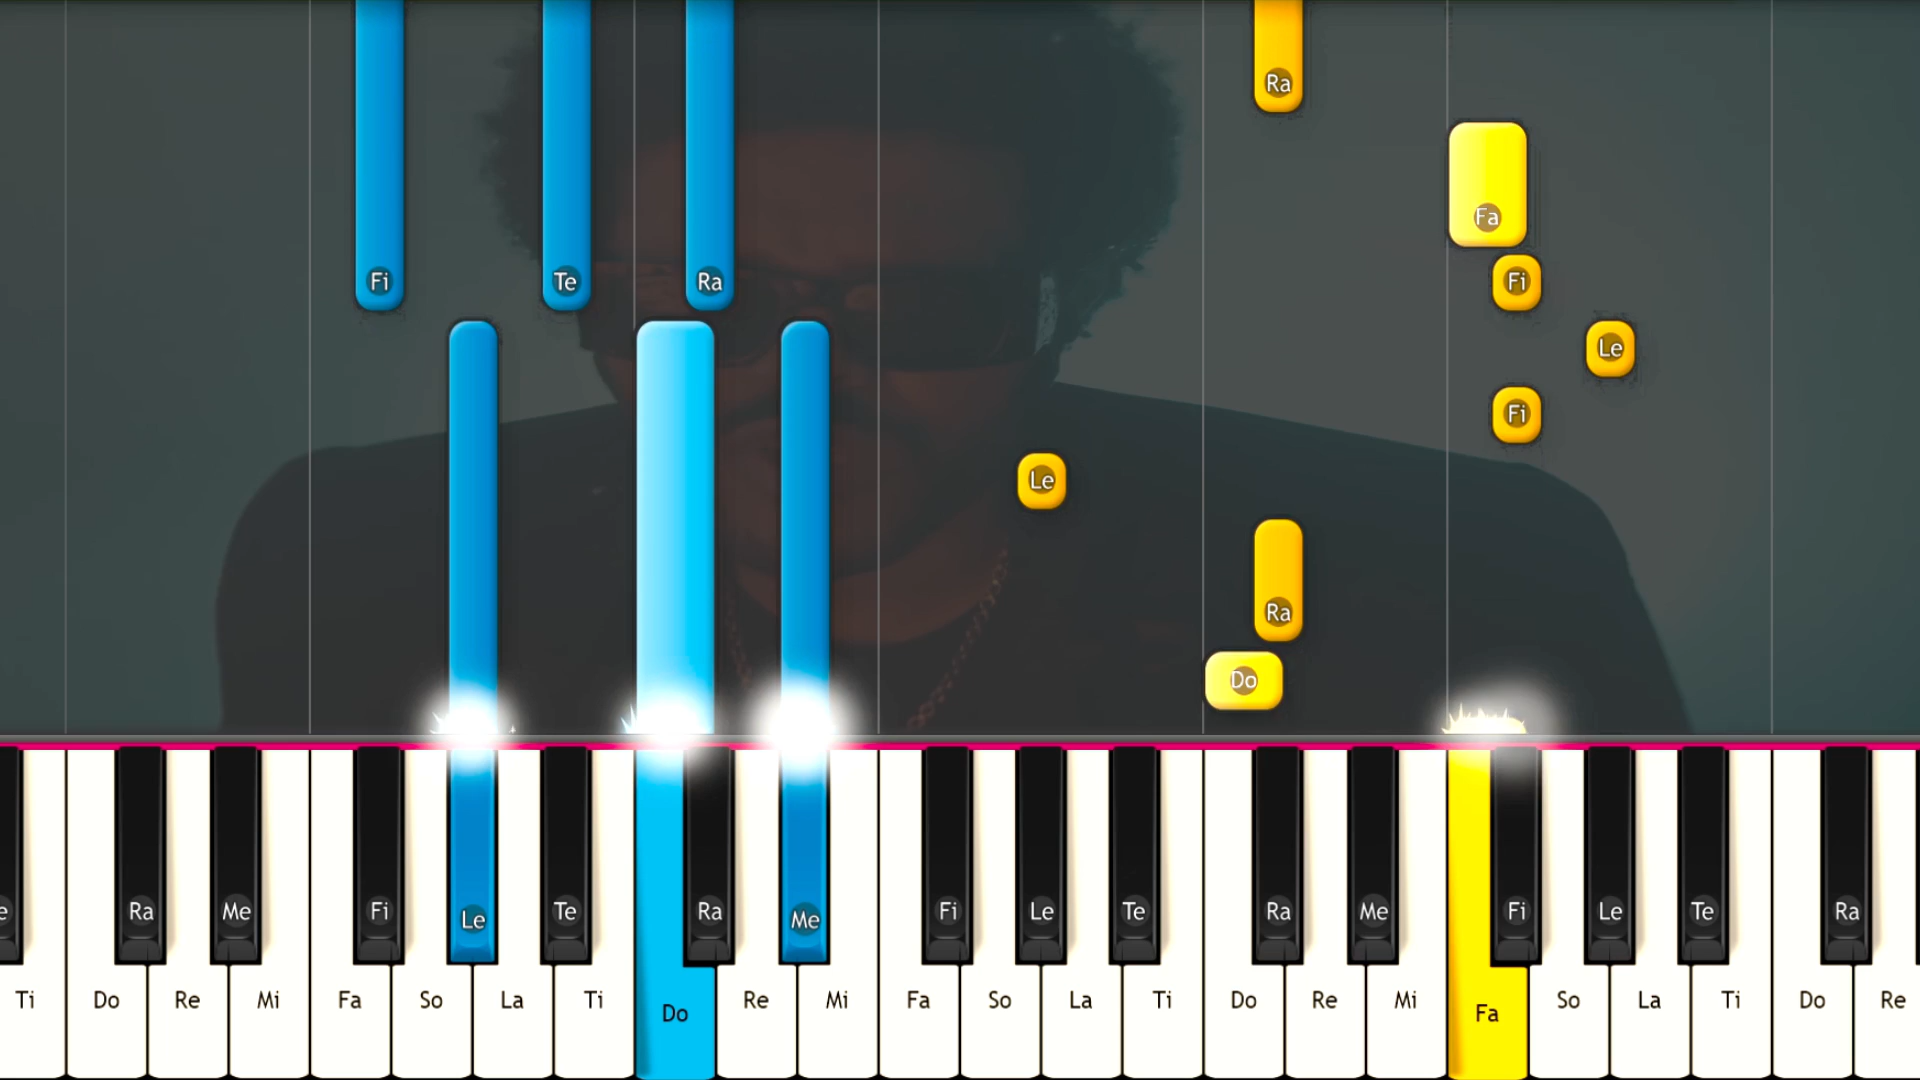 Ra
Fa
Fi Te Ra Fi
Le
Fi
Le
Ra
Do
e Ra Me Fi Le Te Ra Me Fi Le Te Ra Me Fi Le Te Ra
Ti Do Re Mi Fa So La Ti Do Re Mi Fa So La Ti Do Re Mi Fa So La Ti Do Re